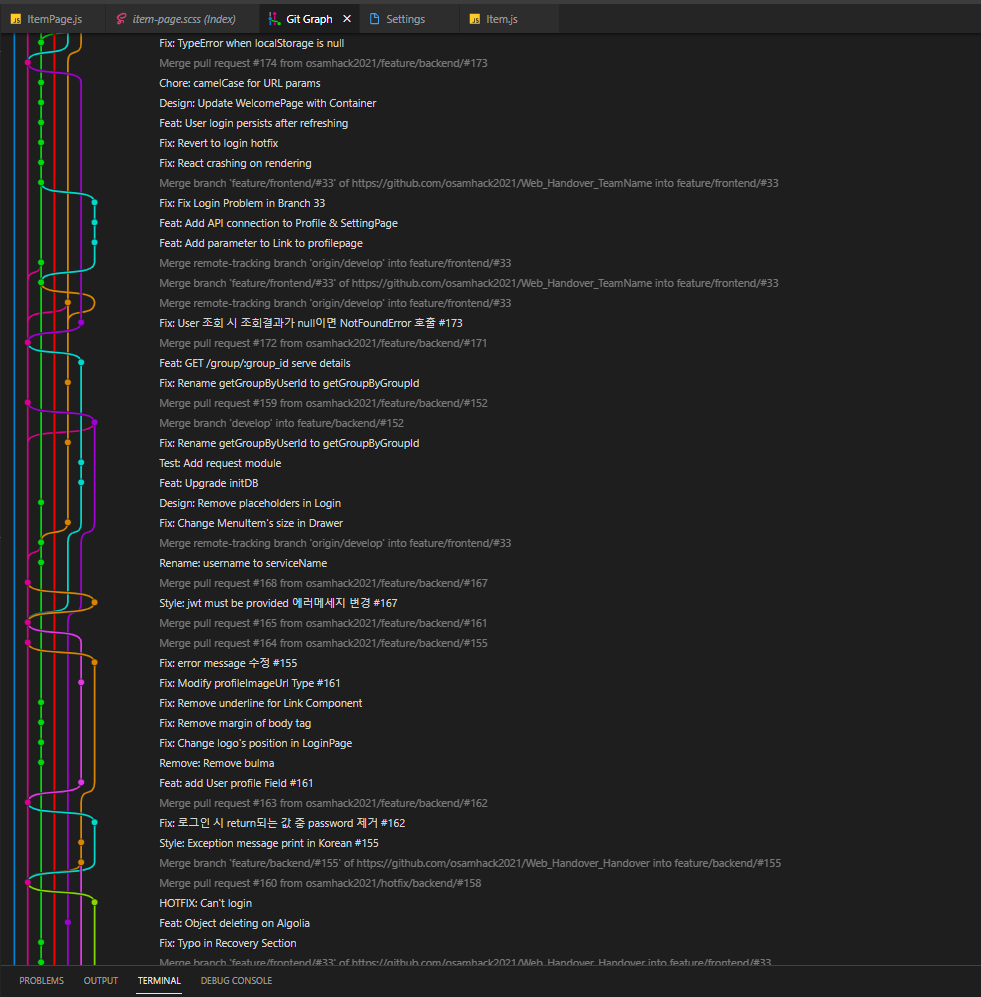 ItemPage.js item-page.scss (Index) Git Graph Settings Item.js
Fix: TypeError when localStorage is null
Merge pull request #174 from osamhack2021/feature/backend/#173
Chore: camelCase for URL params
Design: Update WelcomePage with Container
Feat: User login persists after refreshing
Fix: Revert to login hotfix
Fix: React crashing on rendering
Merge branch 'feature/frontend/#33' of https://github.com/osamhack2021/Web_Handover_TeamName into feature/frontend/#33
Fix: Fix Login Problem in Branch 33
Feat: Add API connection to Profile & SettingPage
Feat: Add parameter to Link to profilepage
Merge remote-tracking branch 'origin/develop' into feature/frontend/#33
Merge branch 'feature/frontend/#33' of https://github.com/osamhack2021/Web_Handover_TeamName into feature/frontend/#33
Merge remote-tracking branch 'origin/develop' into feature/frontend/#33
Fix: User 조회 시 조회결과가 null이면 NotFoundError 호출 #173
Merge pull request #172 from osamhack2021/feature/backend/#171
Feat: GET /group/:group_id serve details
Fix: Rename getGroupByUserId to getGroupByGroupId
Merge pull request #159 from osamhack2021/feature/backend/#152
Merge branch 'develop' into feature/backend/#152
Fix: Rename getGroupByUserId to getGroupByGroupId
Test: Add request module
Feat: Upgrade initDB
Design: Remove placeholders in Login
Fix: Change MenuItem's size in Drawer
Merge remote-tracking branch 'origin/develop' into feature/frontend/#33
Rename: username to serviceName
Merge pull request #168 from osamhack2021/feature/backend/#167
Style: jwt must be provided 에러메세지 변경 #167
Merge pull request #165 from osamhack2021/feature/backend/#161
Merge pull request #164 from osamhack2021/feature/backend/#155
Fix: error message 수정 #155
Fix: Modify profileImageUrl Type #161
Fix: Remove underline for Link Component
Fix: Remove margin of body tag
Fix: Change logo's position in LoginPage
Remove: Remove bulma
Feat: add User profile Field #161
Merge pull request #163 from osamhack2021/feature/backend/#162
Fix: 로그인 시 return되는 값 중 password 제거 #162
Style: Exception message print in Korean #155
Merge branch 'feature/backend/#155' of https://github.com/osamhack2021/Web_Handover_Handover into feature/backend/#155
Merge pull request #160 from osamhack2021/hotfix/backend/#158
HOTFIX: Can't login
Feat: Object deleting on Algolia
Fix: Typo in Recovery Section
Merge branch 'feature/frontend/#33' of https://github.com/osamhack2021/Web_Handover_Handover into feature/frontend/#33
PROBLEMS OUTPUT TERMINAL DEBUG CONSOLE